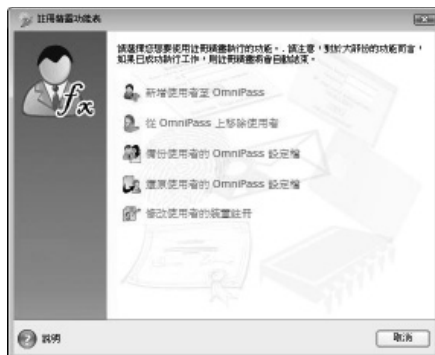 註冊精靈功能表
請選擇您想要使用註冊精靈執行的功能。. 請注意，對於大部份的功能而言，
如果已成功執行工作，則註冊精靈將會自動結束。
fx
新增使用者至 OmniPass
從 OmniPass 上移除使用者
備份使用者的 OmniPass 設定檔
還原使用者的 OmniPass 設定檔
修改使用者的裝置註冊
說明
取消